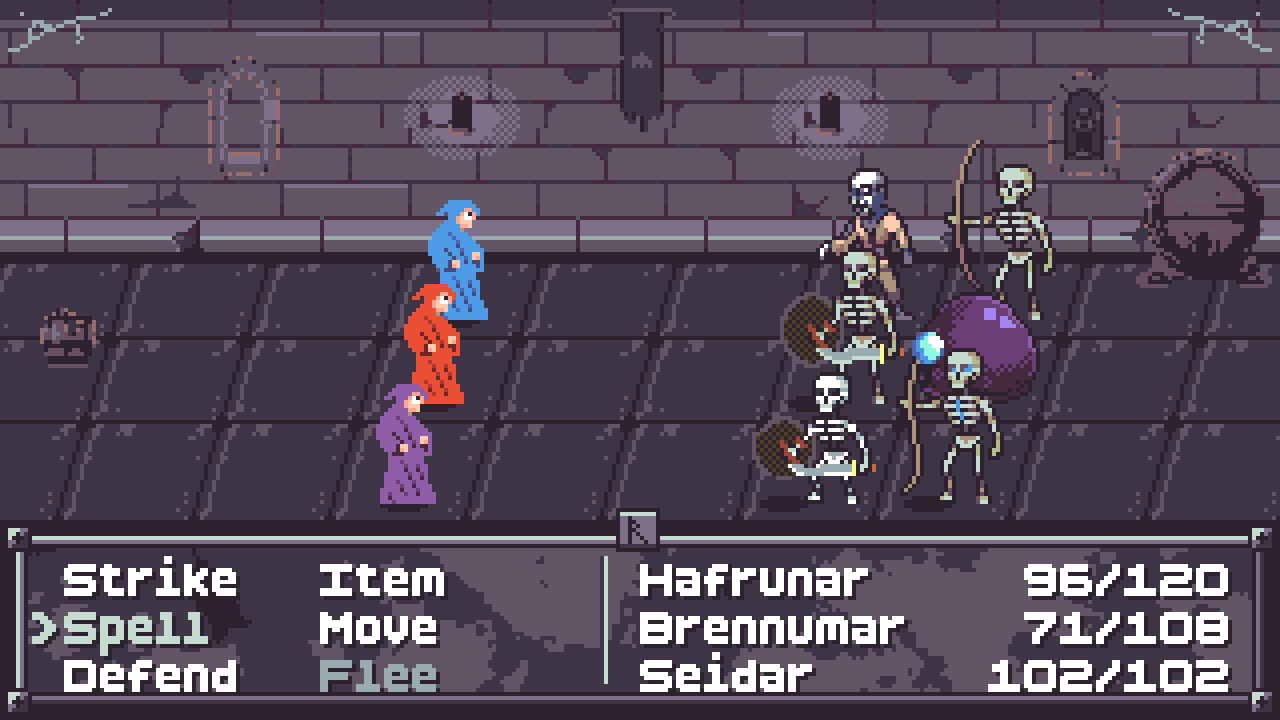 Strike Item
>Spell Move
Defend Flee
Hafrunar 96/120
Brennumar 71/108
Seidar 102/102